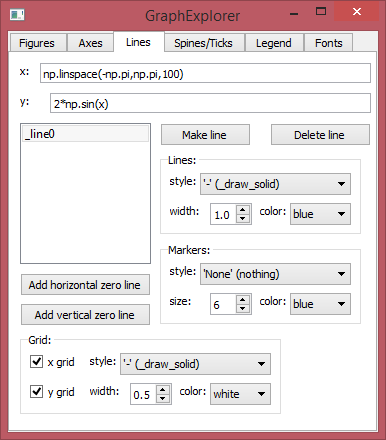 GraphExplorer
Figures Axes Lines Spines/Ticks Legend Fonts
x: np.linspace(-np.pi,np.pi,100)
y: 2*np.sin(x)
_line0
Make line Delete line
Lines:
style: '-' (_draw_solid)
width: 1.0 color: blue
Markers:
style: 'None' (nothing)
size: 6 color: blue
Add horizontal zero line
Add vertical zero line
Grid:
x grid style: '-' (_draw_solid)
y grid width: 0.5 color: white